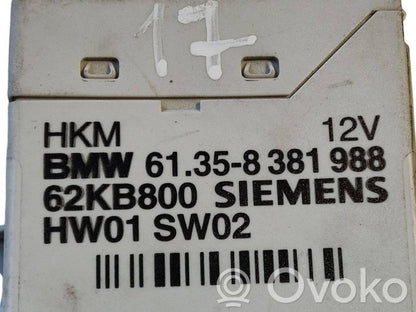 17
HKM 12V
BMW 61.35-8 381 988
62KB800 SIEMENS
HW01 SW02
Ovoko